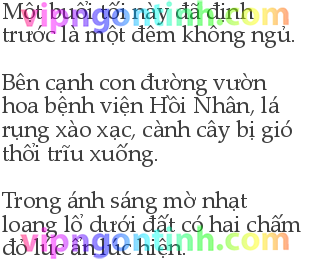 Một buổi tối này đã định
trước là một đêm không ngủ.
Bên cạnh con đường vườn
hoa bệnh viện Hồi Nhân, lá
rụng xào xạc, cành cây bị gió
thổi trĩu xuống.
Trong ánh sáng mờ nhạt
loang lổ dưới đất có hai chấm
đỏ lúc ẩn lúc hiện.
vipngontinh.com
vipngontinh.com